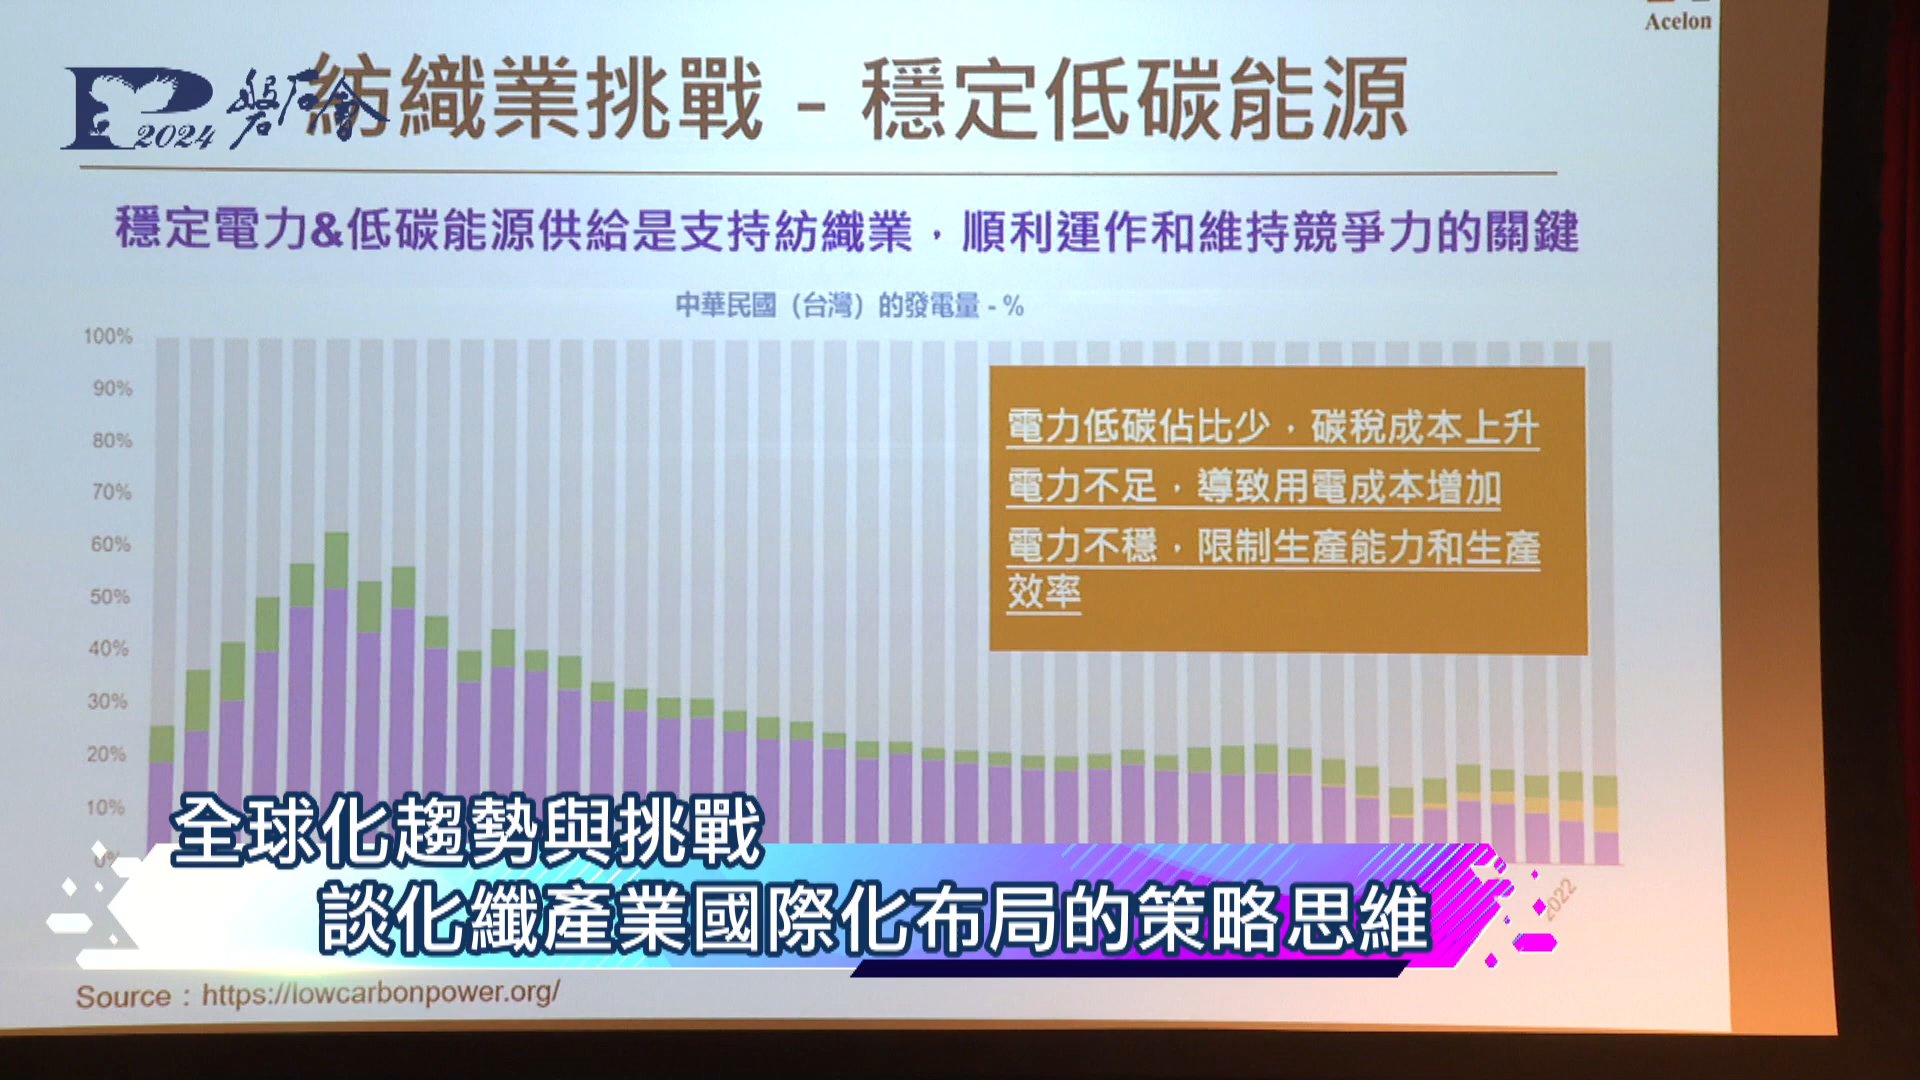 Acelon
2024 磐石會
紡織業挑戰 - 穩定低碳能源
穩定電力&低碳能源供給是支持紡織業，順利運作和維持競爭力的關鍵
中華民國（台灣）的發電量 - %
100%
90%
80%
70%
60%
50%
40%
30%
20%
10%
0%
電力低碳佔比少，碳稅成本上升
電力不足，導致用電成本增加
電力不穩，限制生產能力和生產
效率
2022
全球化趨勢與挑戰
談化纖產業國際化布局的策略思維
Source：https://lowcarbonpower.org/